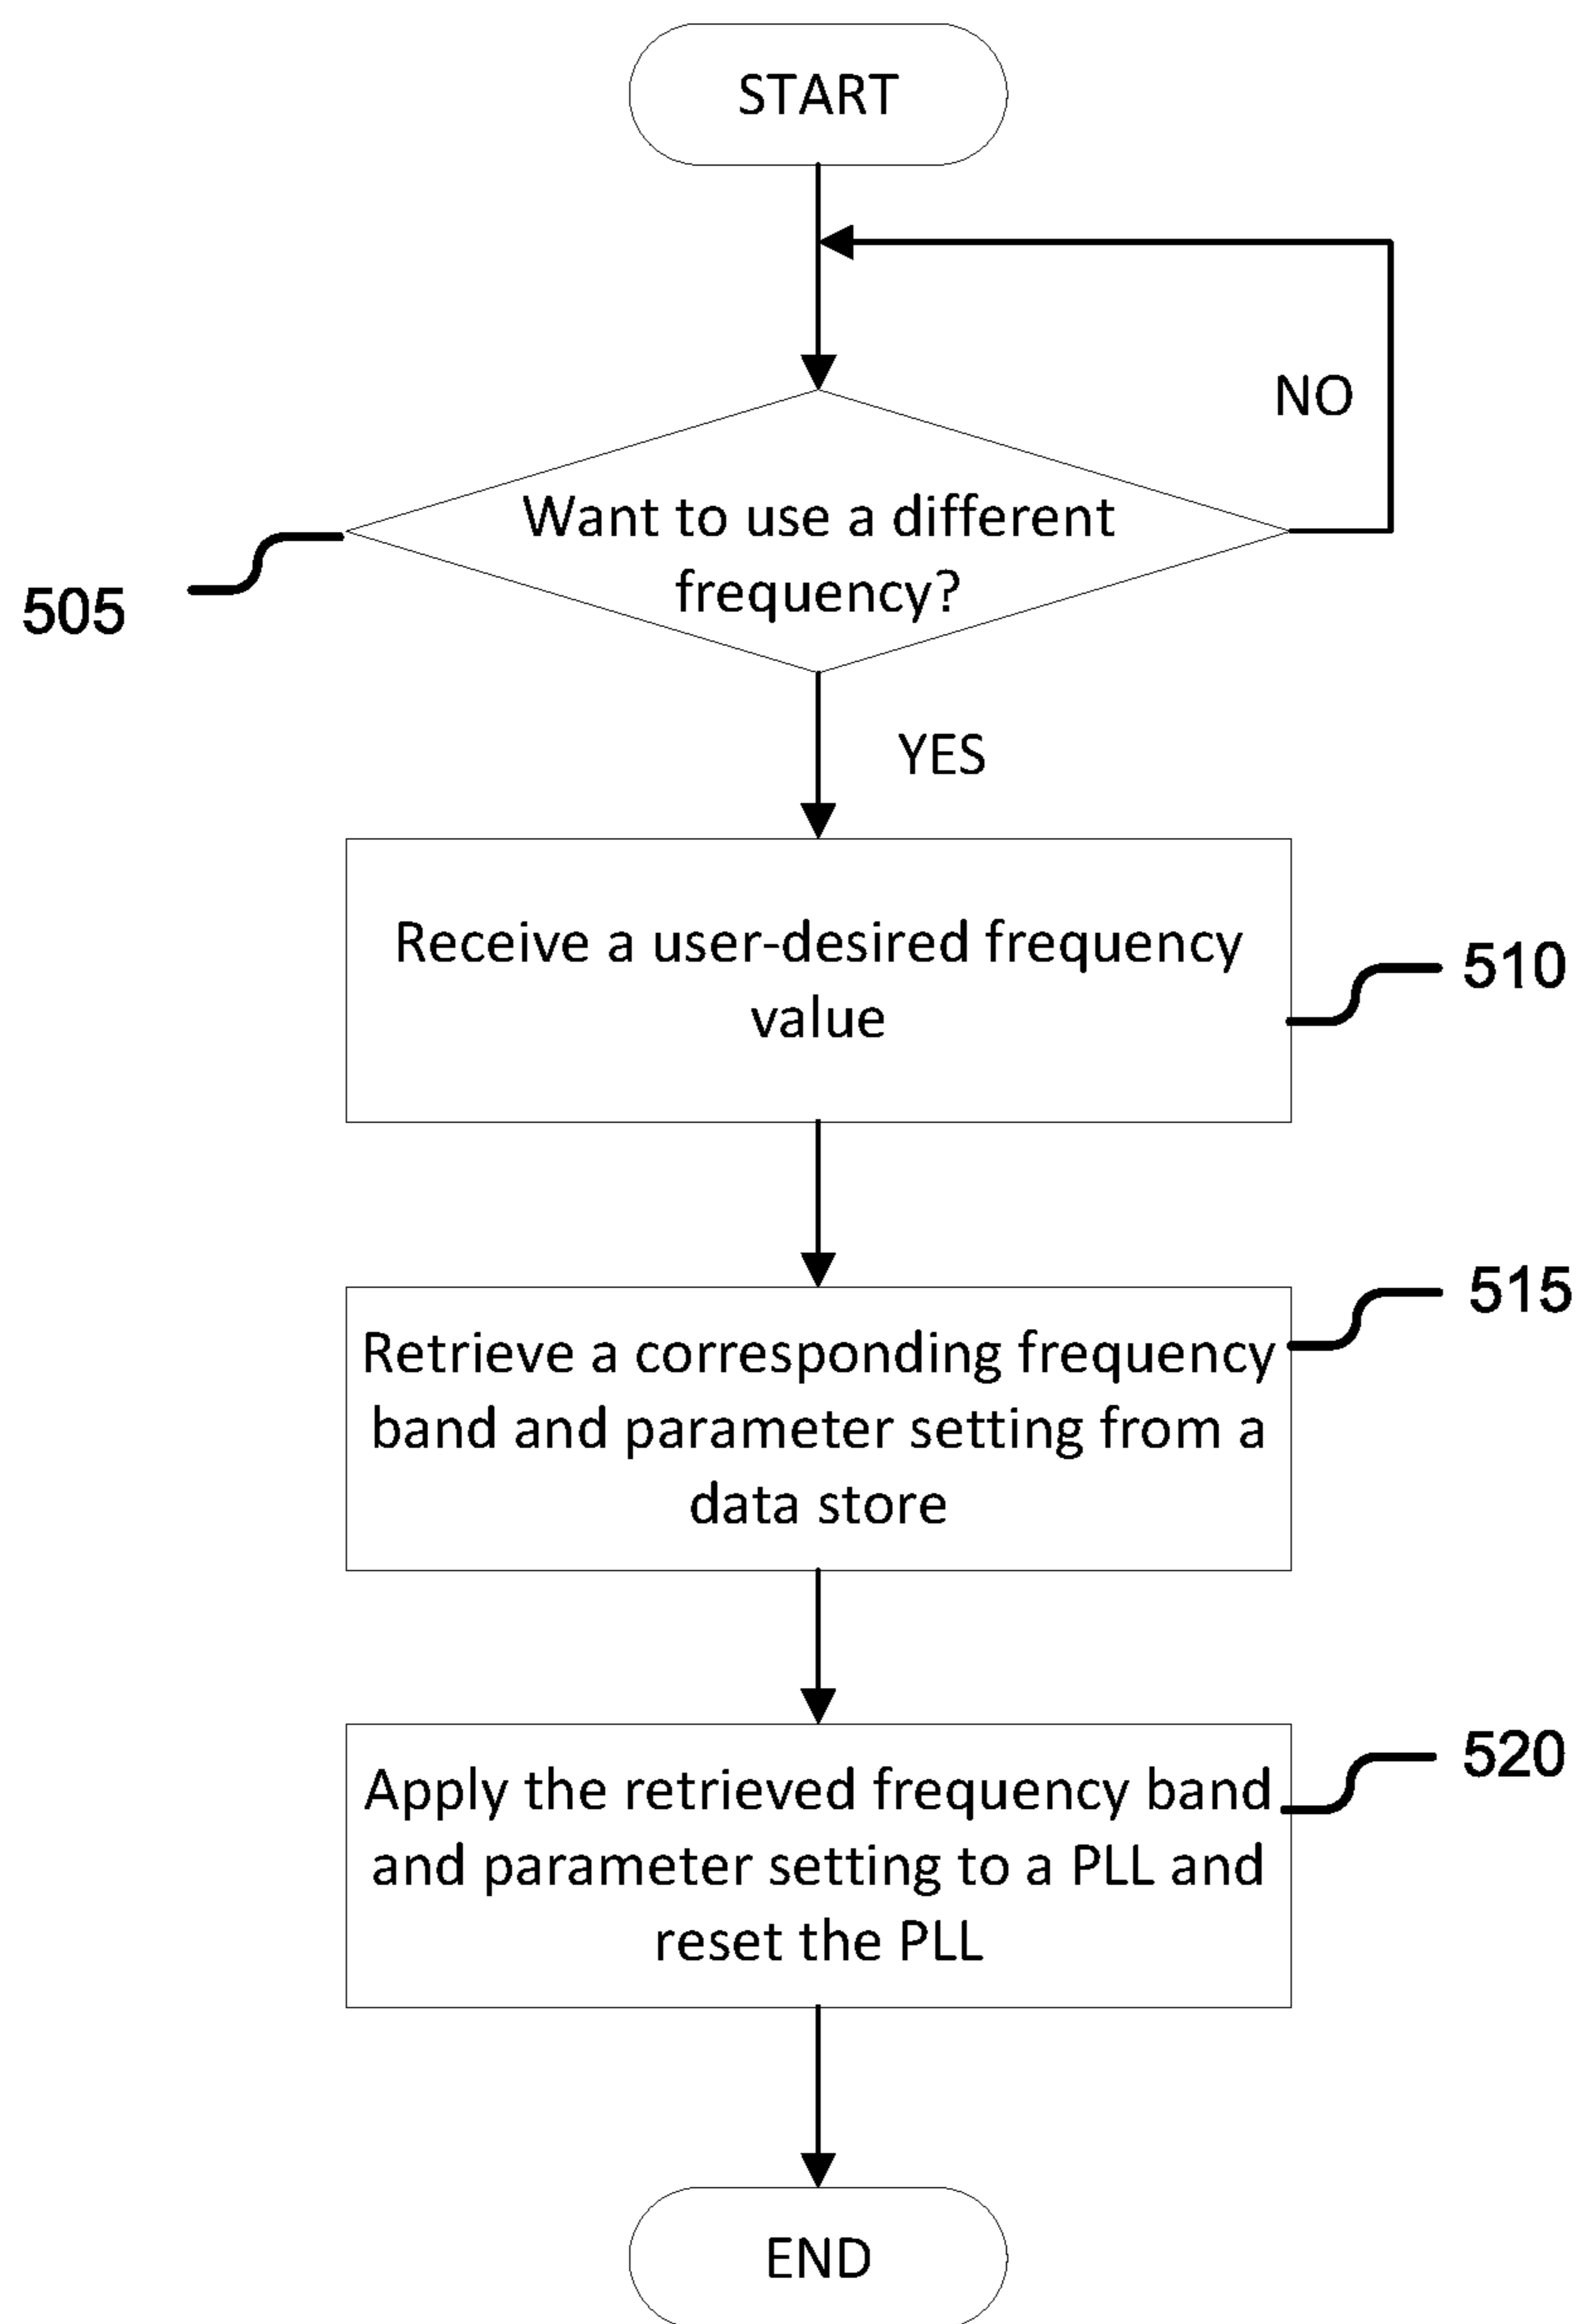 START
NO
Want to use a different
frequency?
505
YES
Receive a user-desired frequency
value
510
515
Retrieve a corresponding frequency
band and parameter setting from a
data store
520
Apply the retrieved frequency band
and parameter setting to a PLL and
reset the PLL
END